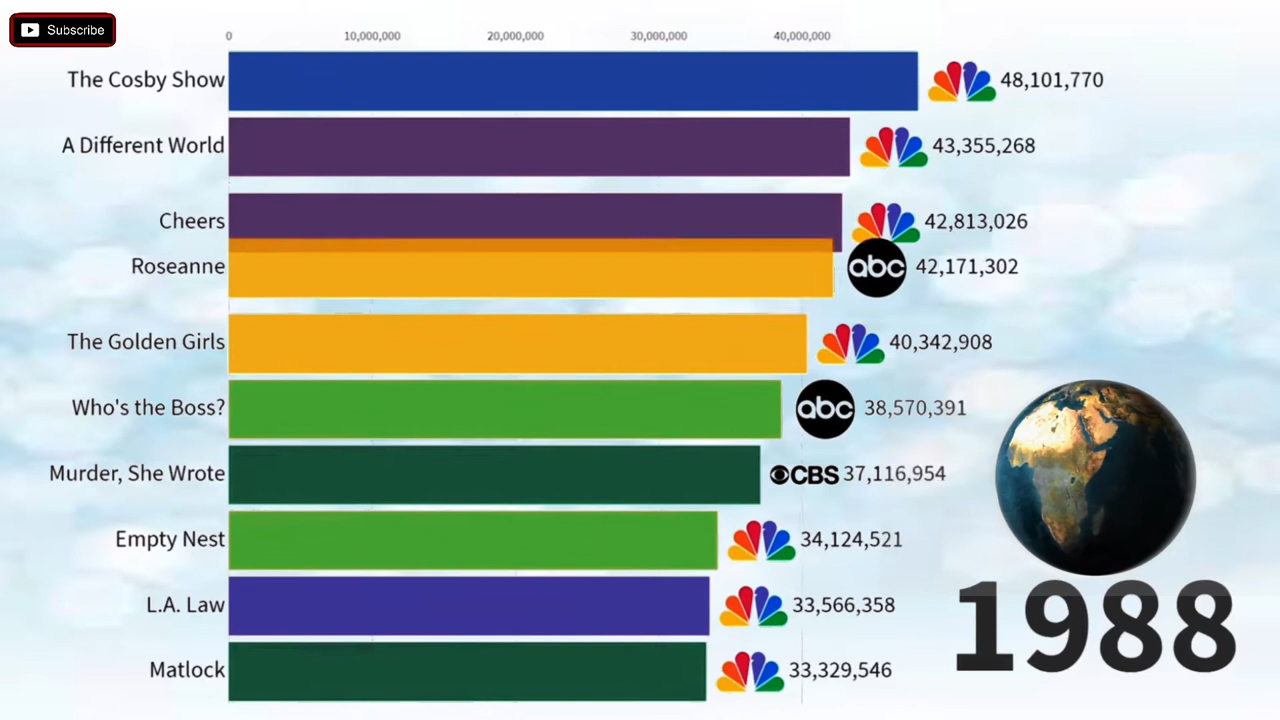 Subscribe
0 10,000,000 20,000,000 30,000,000 40,000,000
The Cosby Show 48,101,770
A Different World 43,355,268
Cheers 42,813,026
Roseanne abc 42,171,302
The Golden Girls 40,342,908
Who's the Boss? abc 38,570,391
Murder, She Wrote CBS 37,116,954
Empty Nest 34,124,521
L.A. Law 33,566,358
Matlock 33,329,546
1988